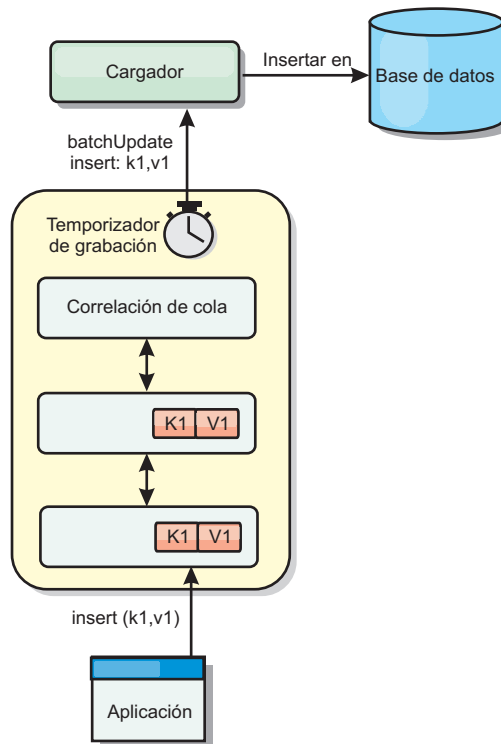 Cargador
Insertar en
Base de datos
batchUpdate
insert: k1,v1
Temporizador
de grabación
Correlación de cola
K1 V1
K1 V1
insert (k1,v1)
Aplicación